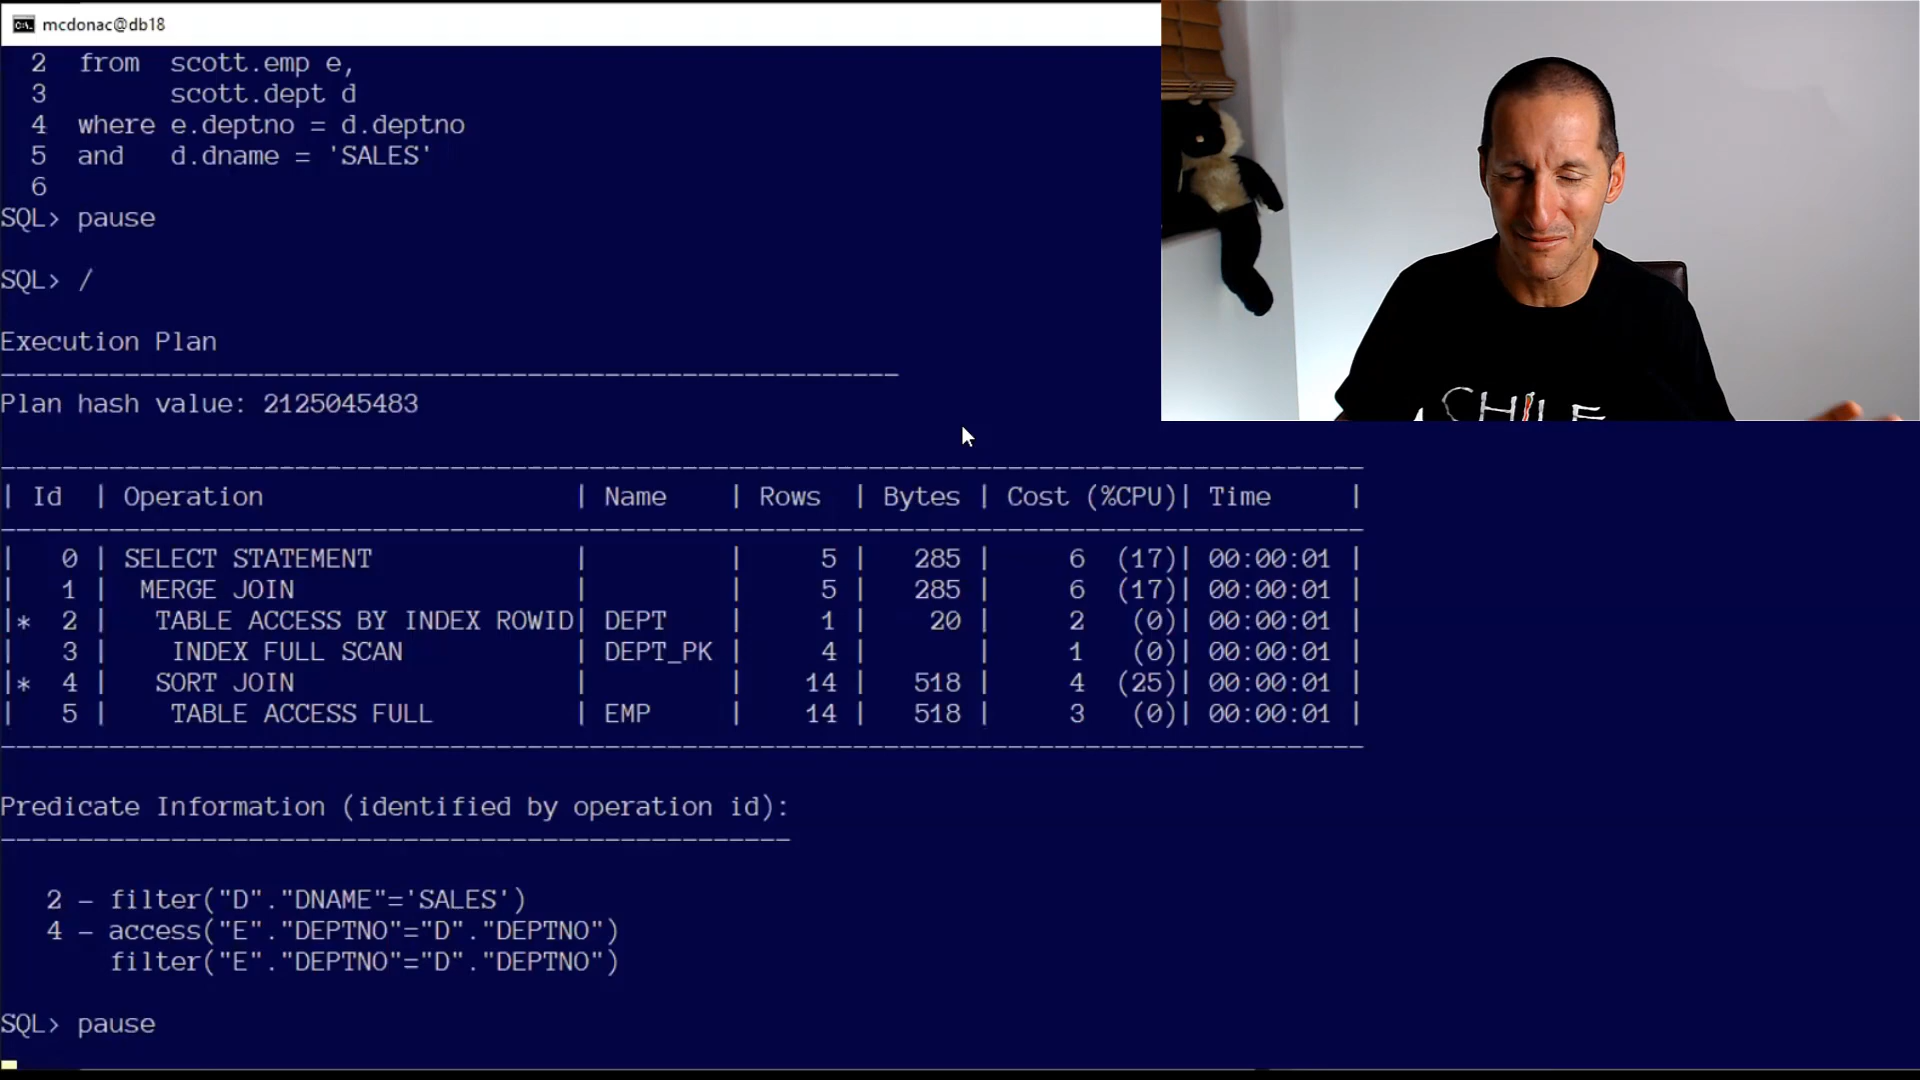 mcdonac@db18
2 from scott.emp e,
3 scott.dept d
4 where e.deptno = d.deptno
5 and d.dname = 'SALES'
6
SQL> pause
SQL> /
Execution Plan
----------------------------------------------------------
Plan hash value: 2125045483
----------------------------------------------------------------------------------------
| Id | Operation | Name | Rows | Bytes | Cost (%CPU)| Time |
----------------------------------------------------------------------------------------
| 0 | SELECT STATEMENT | | 5 | 285 | 6 (17)| 00:00:01 |
| 1 | MERGE JOIN | | 5 | 285 | 6 (17)| 00:00:01 |
|* 2 | TABLE ACCESS BY INDEX ROWID| DEPT | 1 | 20 | 2 (0)| 00:00:01 |
| 3 | INDEX FULL SCAN | DEPT_PK | 4 | | 1 (0)| 00:00:01 |
|* 4 | SORT JOIN | | 14 | 518 | 4 (25)| 00:00:01 |
| 5 | TABLE ACCESS FULL | EMP | 14 | 518 | 3 (0)| 00:00:01 |
----------------------------------------------------------------------------------------
Predicate Information (identified by operation id):
---------------------------------------------------
2 - filter("D"."DNAME"='SALES')
4 - access("E"."DEPTNO"="D"."DEPTNO")
filter("E"."DEPTNO"="D"."DEPTNO")
SQL> pause
CHILE